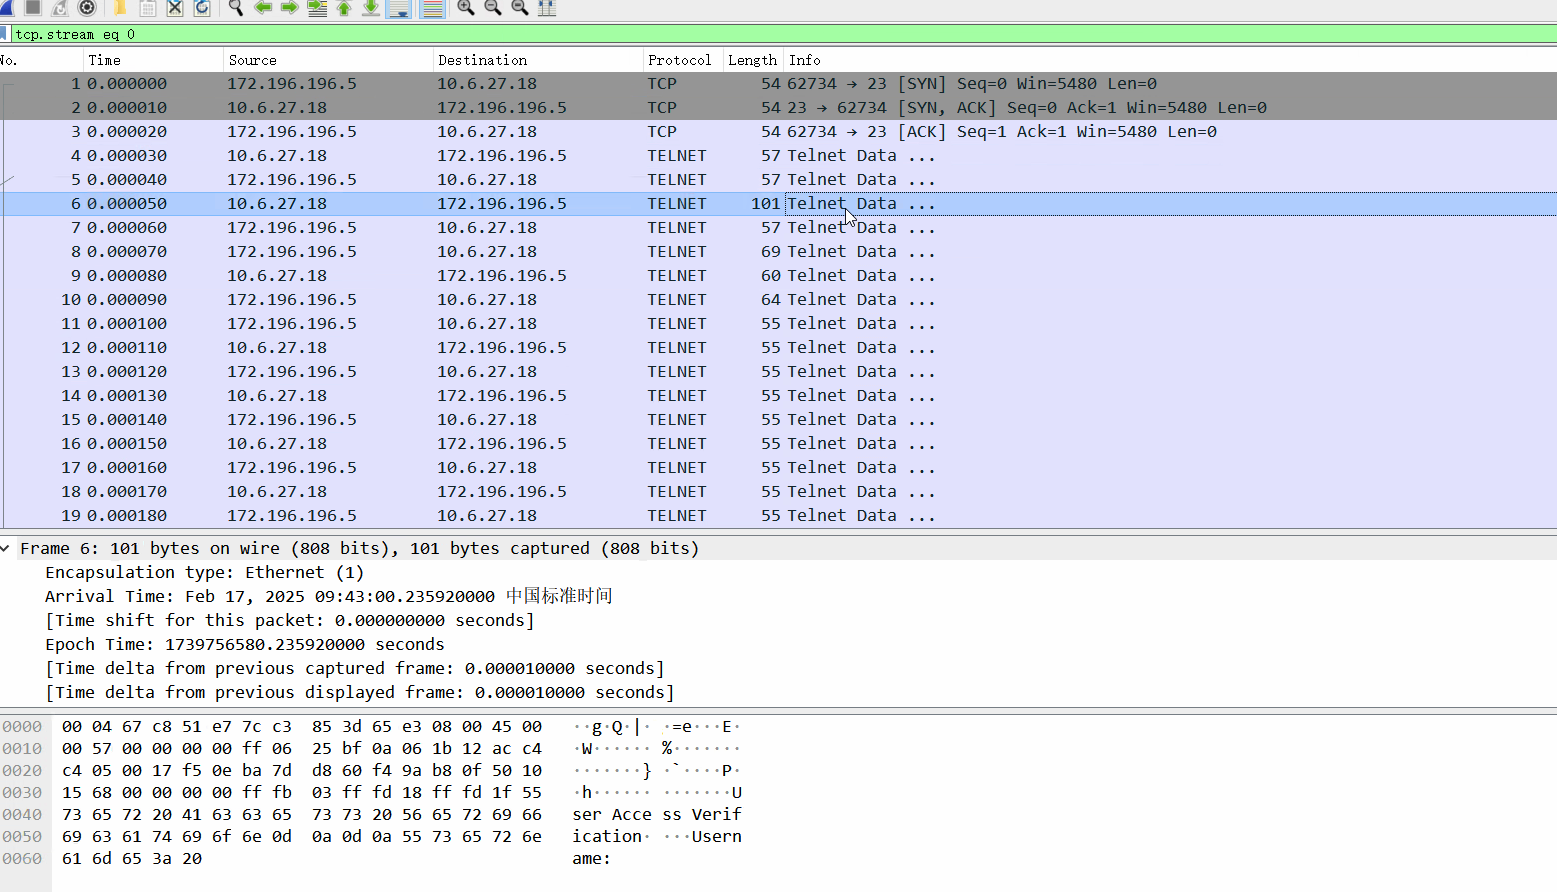 tcp.stream eq 0
No. Time Source Destination Protocol Length Info
1 0.000000 172.196.196.5 10.6.27.18 TCP 54 62734 → 23 [SYN] Seq=0 Win=5480 Len=0
2 0.000010 10.6.27.18 172.196.196.5 TCP 54 23 → 62734 [SYN, ACK] Seq=0 Ack=1 Win=5480 Len=0
3 0.000020 172.196.196.5 10.6.27.18 TCP 54 62734 → 23 [ACK] Seq=1 Ack=1 Win=5480 Len=0
4 0.000030 10.6.27.18 172.196.196.5 TELNET 57 Telnet Data ...
5 0.000040 172.196.196.5 10.6.27.18 TELNET 57 Telnet Data ...
6 0.000050 10.6.27.18 172.196.196.5 TELNET 101 Telnet Data ...
7 0.000060 172.196.196.5 10.6.27.18 TELNET 57 Telnet Data ...
8 0.000070 172.196.196.5 10.6.27.18 TELNET 69 Telnet Data ...
9 0.000080 10.6.27.18 172.196.196.5 TELNET 60 Telnet Data ...
10 0.000090 172.196.196.5 10.6.27.18 TELNET 64 Telnet Data ...
11 0.000100 172.196.196.5 10.6.27.18 TELNET 55 Telnet Data ...
12 0.000110 10.6.27.18 172.196.196.5 TELNET 55 Telnet Data ...
13 0.000120 172.196.196.5 10.6.27.18 TELNET 55 Telnet Data ...
14 0.000130 10.6.27.18 172.196.196.5 TELNET 55 Telnet Data ...
15 0.000140 172.196.196.5 10.6.27.18 TELNET 55 Telnet Data ...
16 0.000150 10.6.27.18 172.196.196.5 TELNET 55 Telnet Data ...
17 0.000160 172.196.196.5 10.6.27.18 TELNET 55 Telnet Data ...
18 0.000170 10.6.27.18 172.196.196.5 TELNET 55 Telnet Data ...
19 0.000180 172.196.196.5 10.6.27.18 TELNET 55 Telnet Data ...
Frame 6: 101 bytes on wire (808 bits), 101 bytes captured (808 bits)
Encapsulation type: Ethernet (1)
Arrival Time: Feb 17, 2025 09:43:00.235920000 中国标准时间
[Time shift for this packet: 0.000000000 seconds]
Epoch Time: 1739756580.235920000 seconds
[Time delta from previous captured frame: 0.000010000 seconds]
[Time delta from previous displayed frame: 0.000010000 seconds]
0000 00 04 67 c8 51 e7 7c c3 85 3d 65 e3 08 00 45 00 ··g·Q·|· ·=e···E·
0010 00 57 00 00 00 00 ff 06 25 bf 0a 06 1b 12 ac c4 ·W······ %·······
0020 c4 05 00 17 f5 0e ba 7d d8 60 f4 9a b8 0f 50 10 ·······} ·`····P·
0030 15 68 00 00 00 00 ff fb 03 ff fd 18 ff fd 1f 55 ·h······ ·······U
0040 73 65 72 20 41 63 63 65 73 73 20 56 65 72 69 66 ser Acce ss Verif
0050 69 63 61 74 69 6f 6e 0d 0a 0d 0a 55 73 65 72 6e ication· ···Usern
0060 61 6d 65 3a 20 ame: